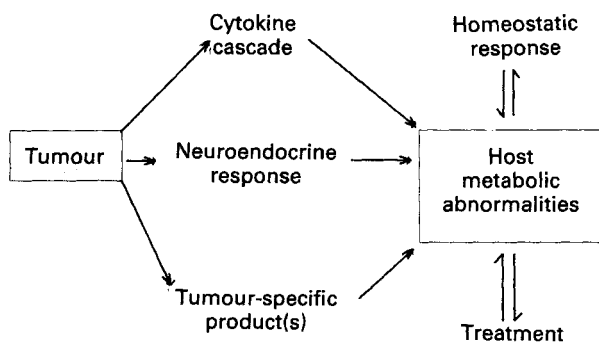 Cytokine
cascade
Homeostatic
response
Tumour
Neuroendocrine
response
Host
metabolic
abnormalities
Tumour-specific
product(s)
Treatment